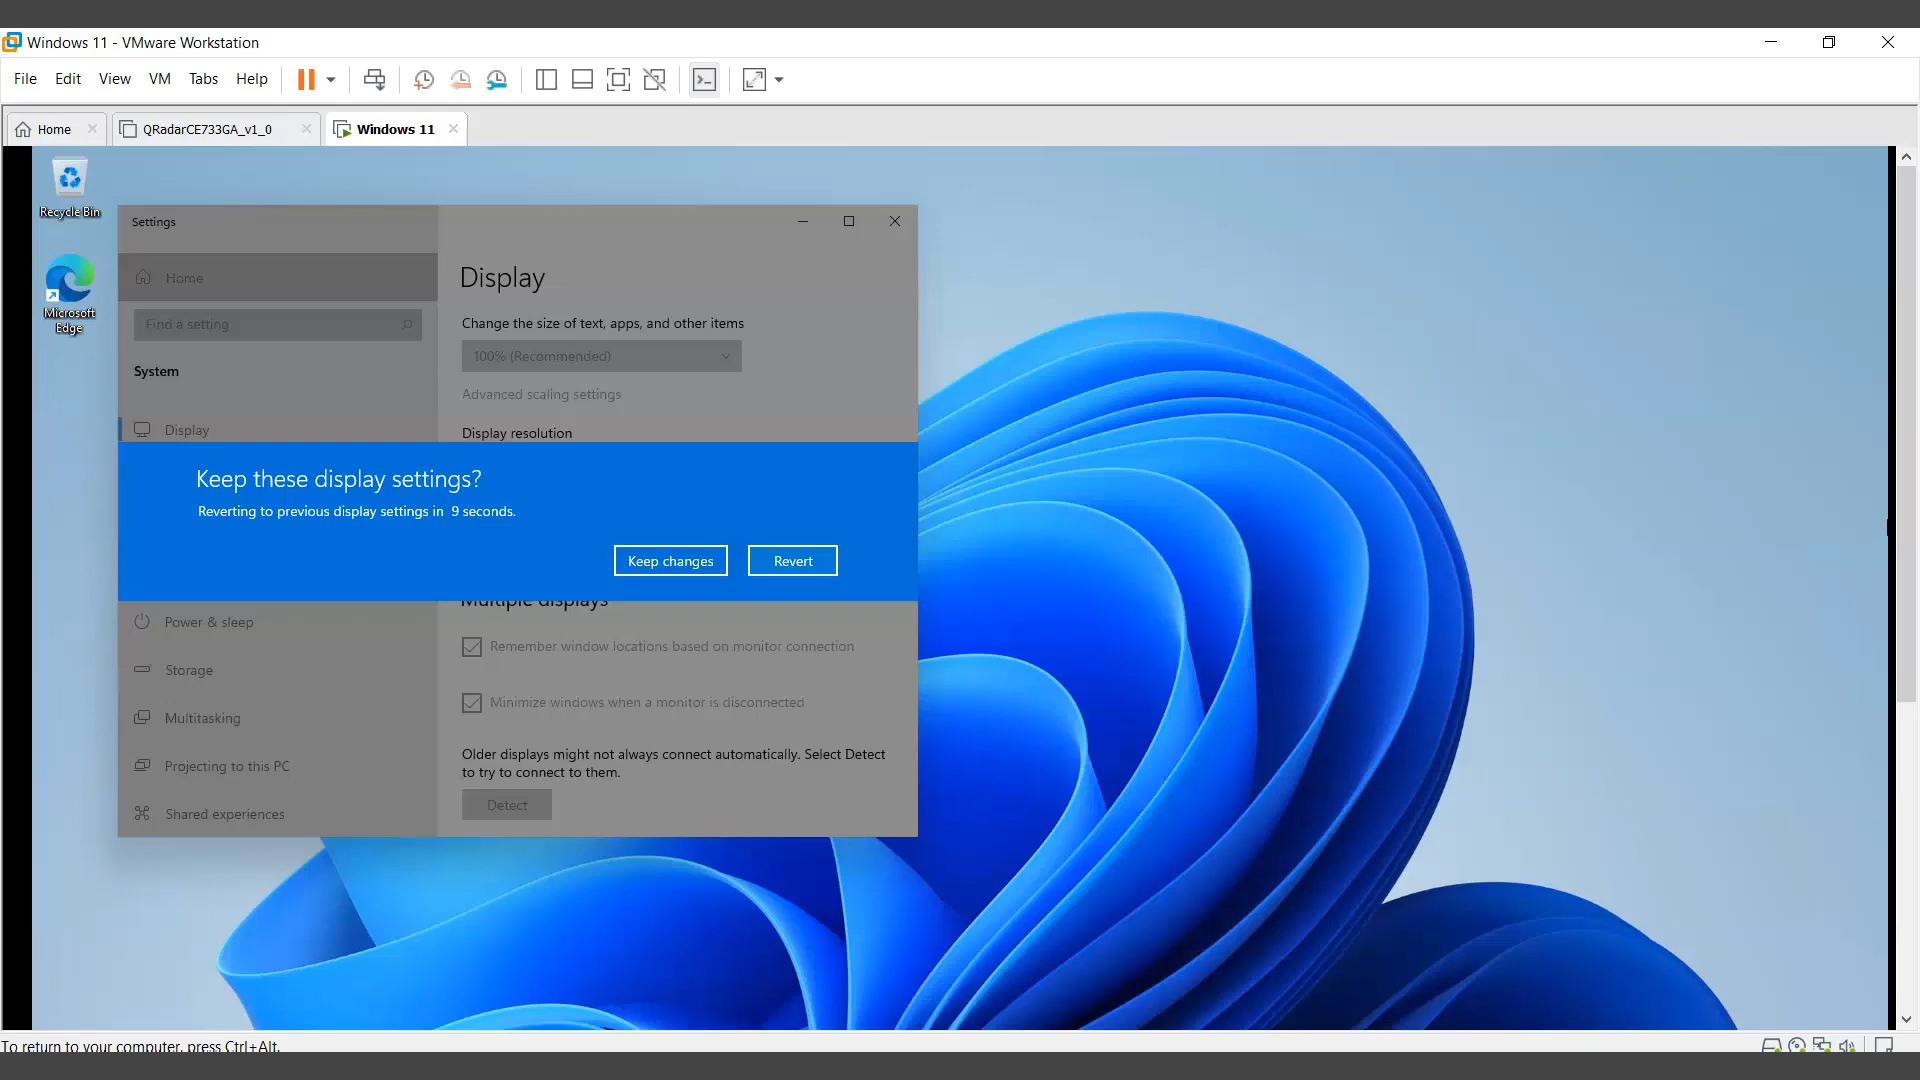 Windows 11 - VMware Workstation
File Edit View VM Tabs Help
Home QRadarCE733GA_v1_0 Windows 11
Recycle Bin
Microsoft
Edge
Settings
Home
Find a setting
System
Display
Display
Change the size of text, apps, and other items
100% (Recommended)
Advanced scaling settings
Display resolution
Keep these display settings?
Reverting to previous display settings in 9 seconds.
Keep changes Revert
Multiple displays
Power & sleep
Storage
Multitasking
Projecting to this PC
Shared experiences
Remember window locations based on monitor connection
Minimize windows when a monitor is disconnected
Older displays might not always connect automatically. Select Detect
to try to connect to them.
Detect
To return to your computer, press Ctrl+Alt.